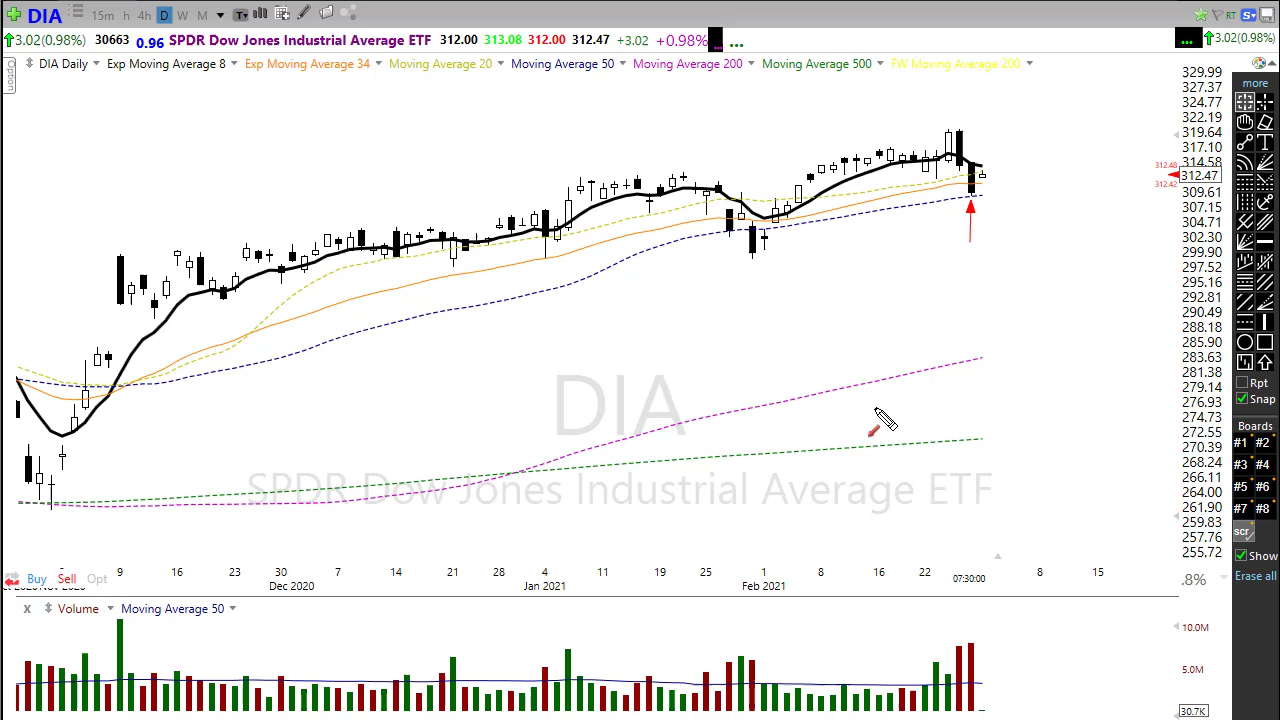 DIA 15m h 4h D W M T RT S
3.02(0.98%) 30663 0.96 SPDR Dow Jones Industrial Average ETF 312.00 313.08 312.00 312.47 +3.02 +0.98% ... ... 3.02(0.98%)
Option
DIA Daily Exp Moving Average 8 Exp Moving Average 34 Moving Average 20 Moving Average 50 Moving Average 200 Moving Average 500 FW Moving Average 200
329.99
327.37
324.77
322.19
319.64
317.10
314.58
312.48
312.47
312.42
309.61
307.15
304.71
302.30
299.90
297.52
295.16
292.81
290.49
288.18
285.90
283.63
281.38
279.14
276.93
274.73
272.55
270.39
268.24
266.11
264.00
261.90
259.83
257.76
255.72
more
T
Rpt
Snap
Boards
#1 #2
#3 #4
#5 #6
#7 #8
scr
Show
Erase all
DIA
SPDR Dow Jones Industrial Average ETF
9 16 23 30 7 14 21 28 4 11 19 25 1 8 16 22 07:30:00 8 15
Buy Sell Opt
Dec 2020 Jan 2021 Feb 2021
.8%
x Volume Moving Average 50
10.0M
5.0M
30.7K